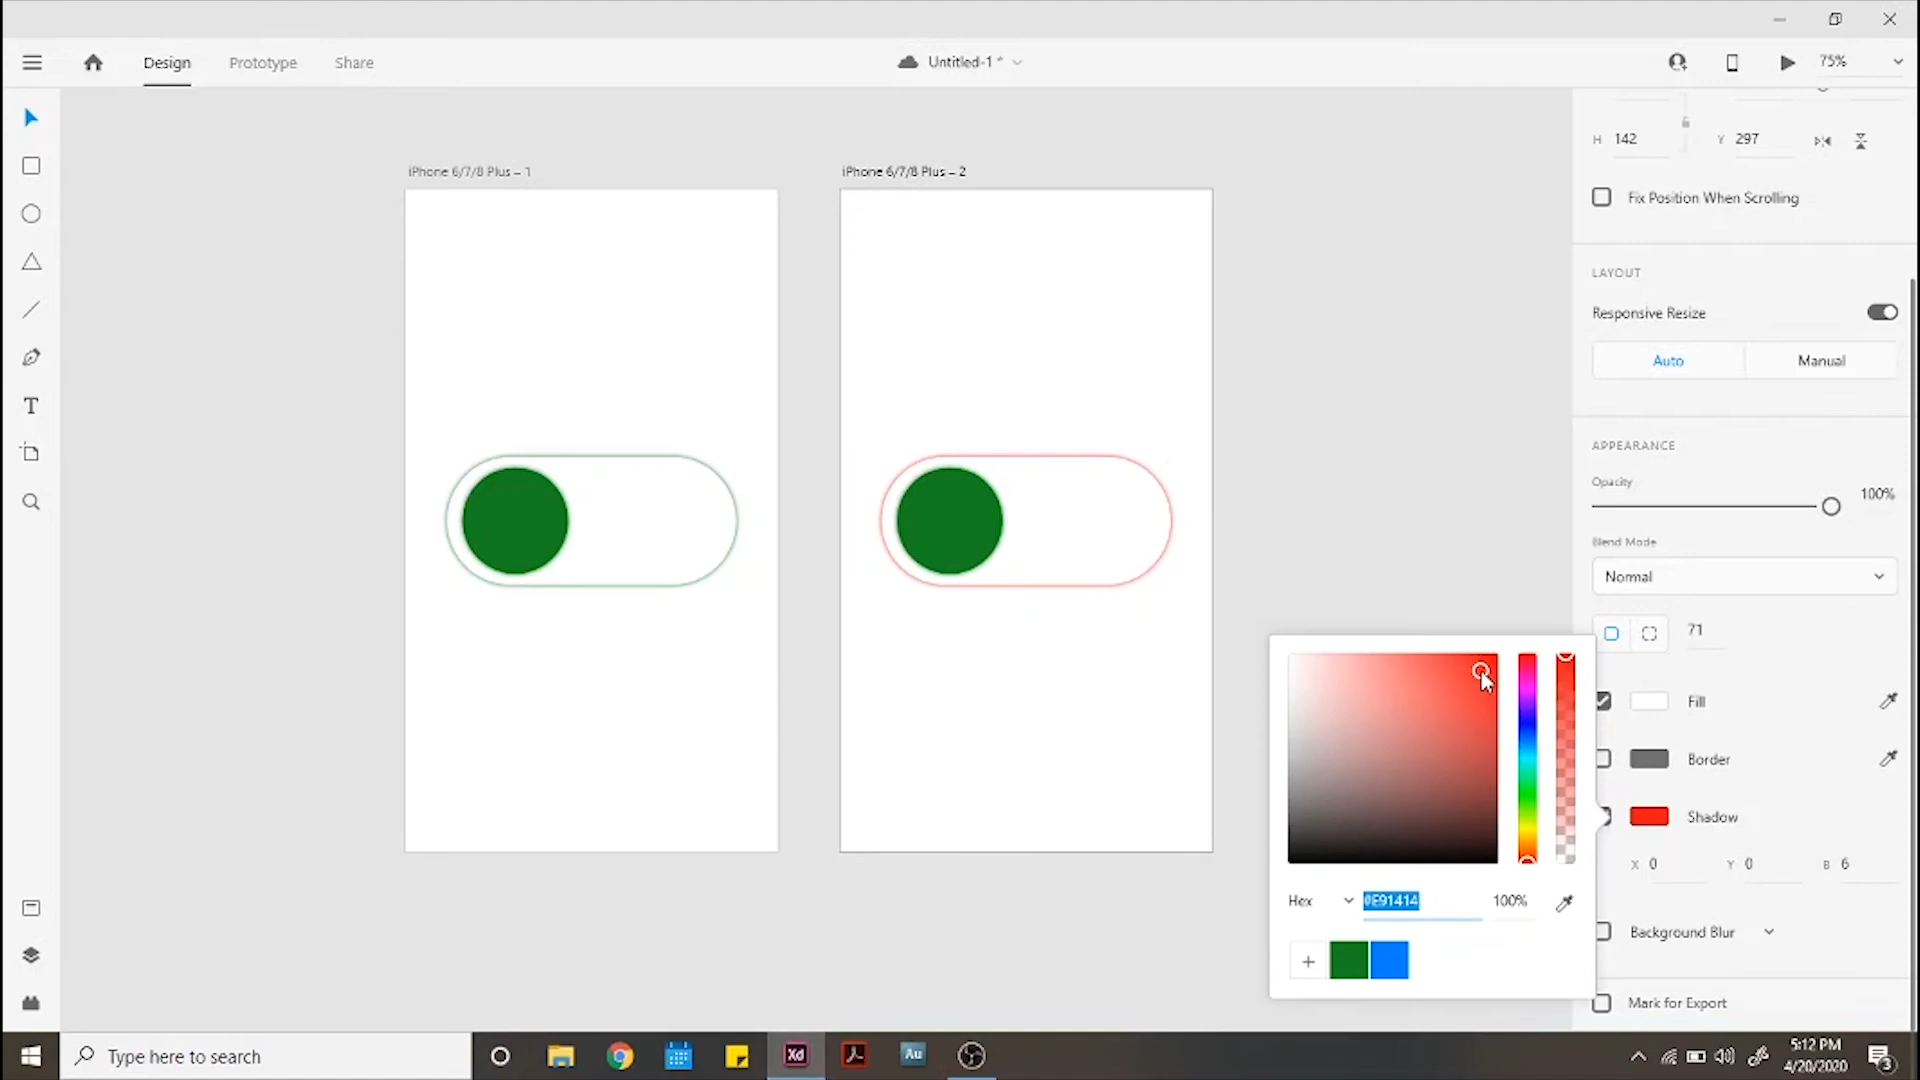 Design
Prototype
Share
Untitled-1 *
75%
H 142
Y 297
iPhone 6/7/8 Plus – 1
iPhone 6/7/8 Plus – 2
Fix Position When Scrolling
LAYOUT
Responsive Resize
Auto
Manual
APPEARANCE
Opacity
100%
Blend Mode
Normal
71
Fill
Border
Shadow
X 0
Y 0
B 6
Hex
#E91414
100%
Background Blur
Mark for Export
T
Type here to search
Xd
Au
5:12 PM
4/20/2020
3